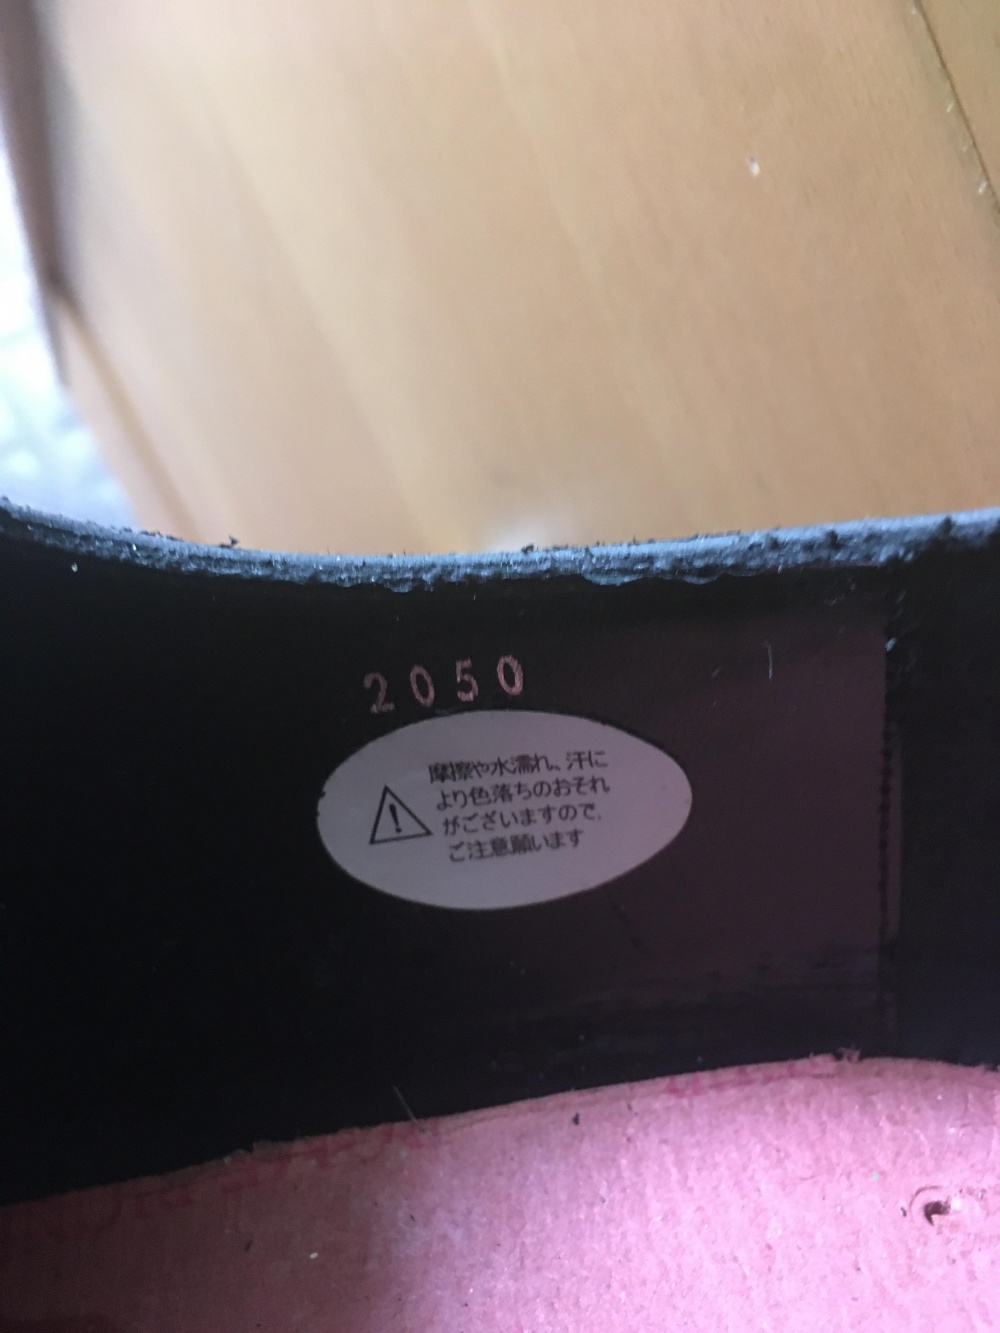 2050
摩擦や水濡れ、汗に
より色落ちのおそれ
がございますので、
ご注意願います